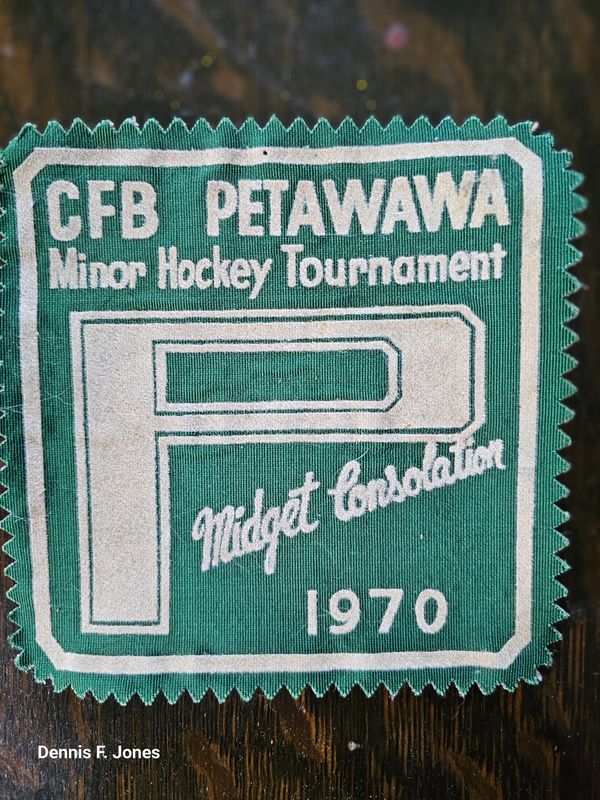 CFB PETAWAWA
Minor Hockey Tournament
P
Midget Consolation
1970
Dennis F. Jones